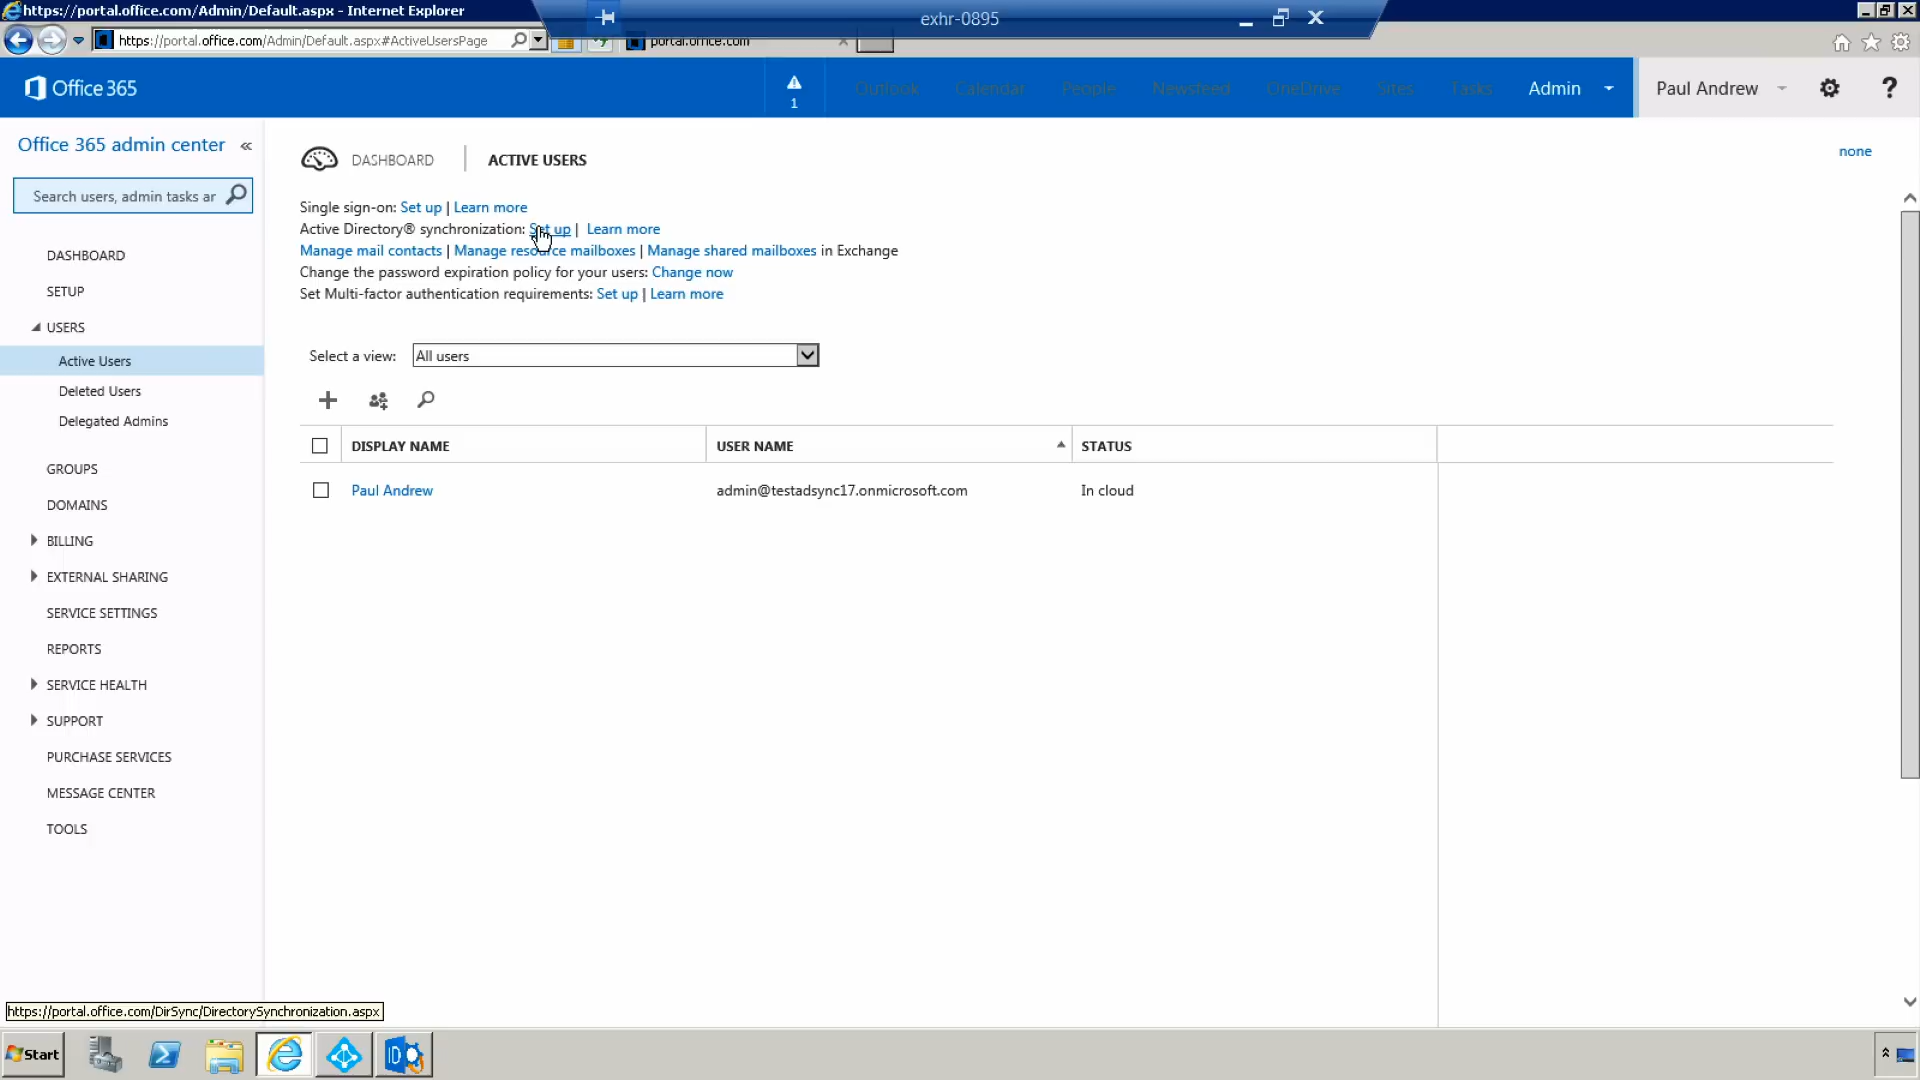 https://portal.office.com/Admin/Default.aspx - Internet Explorer
exhr-0895
https://portal.office.com/Admin/Default.aspx#ActiveUsersPage
portal.office.com
Office 365
1
Outlook
Calendar
People
Newsfeed
OneDrive
Sites
Tasks
Admin
Paul Andrew
?
Office 365 admin center «
none
DASHBOARD | ACTIVE USERS
Search users, admin tasks ar
Single sign-on: Set up | Learn more
Active Directory® synchronization: Set up | Learn more
Manage mail contacts | Manage resource mailboxes | Manage shared mailboxes in Exchange
Change the password expiration policy for your users: Change now
Set Multi-factor authentication requirements: Set up | Learn more
DASHBOARD
SETUP
USERS
Active Users
Deleted Users
Delegated Admins
GROUPS
DOMAINS
BILLING
EXTERNAL SHARING
SERVICE SETTINGS
REPORTS
SERVICE HEALTH
SUPPORT
PURCHASE SERVICES
MESSAGE CENTER
TOOLS
Select a view: All users
DISPLAY NAME USER NAME STATUS
Paul Andrew admin@testadsync17.onmicrosoft.com In cloud
https://portal.office.com/DirSync/DirectorySynchronization.aspx
Start